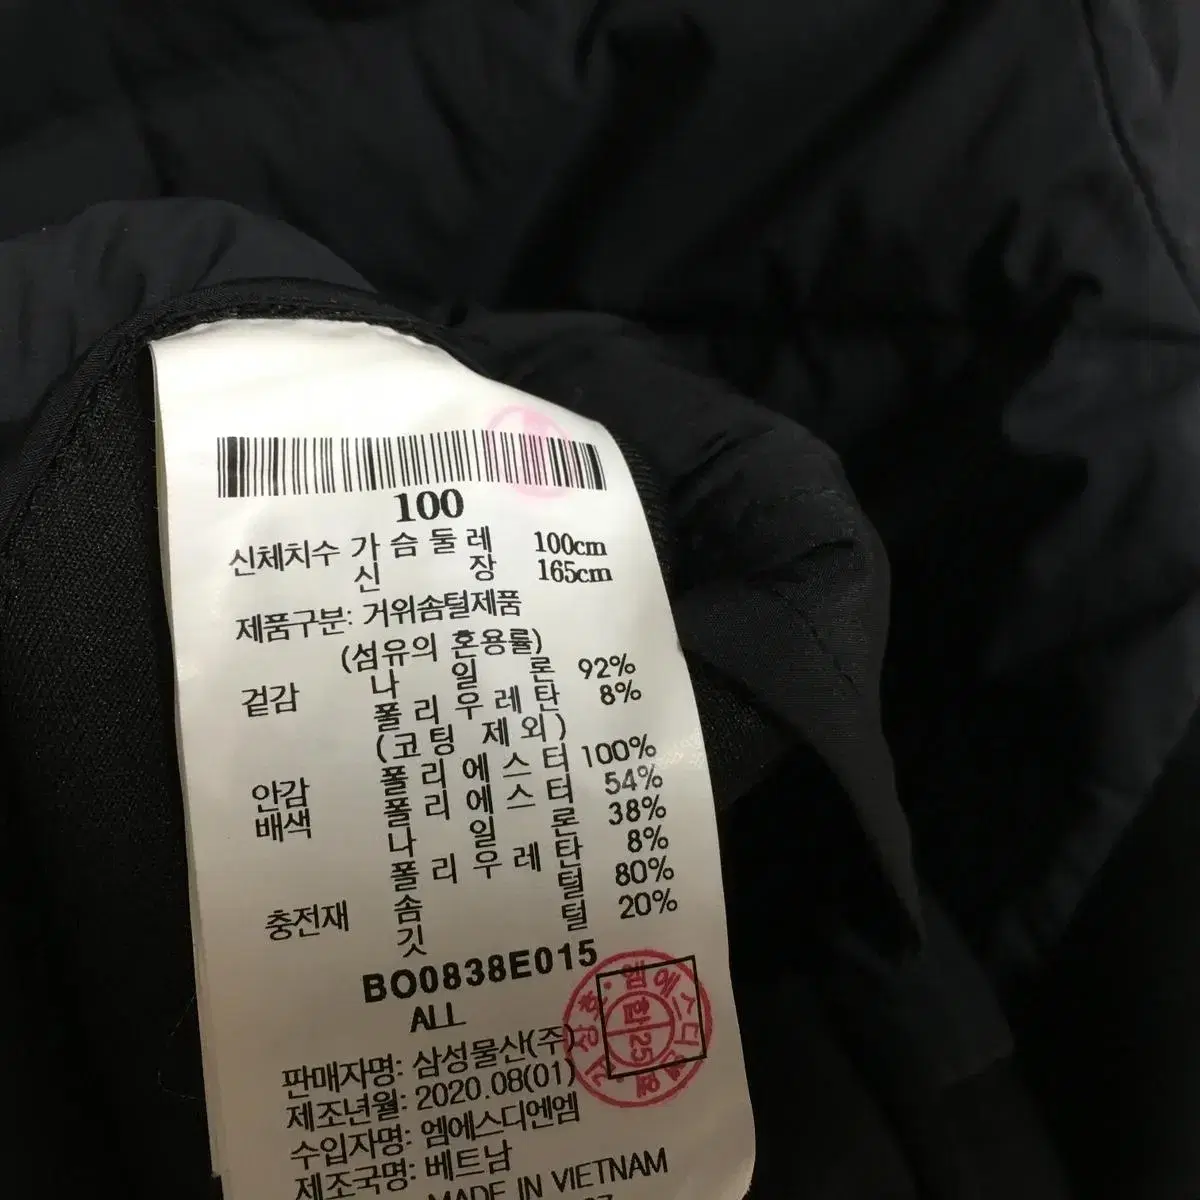 100
신체치수 가 슴 둘 레 100cm
신 장 165cm
제품구분: 거위솜털제품
(섬유의 혼용률)
겉감 나 일 론 92%
폴 리 우 레 탄 8%
(코 팅 제 외)
안감 폴 리 에 스 터 100%
배색 폴 리 에 스 터 54%
나 일 론 38%
폴 리 우 레 탄 8%
충전재 솜 털 80%
깃 털 20%
BO0838E015
ALL
판매자명: 삼성물산(주)
제조년월: 2020.08(01)
수입자명: 엠에스디엔엠
제조국명: 베트남
MADE IN VIETNAM
합25